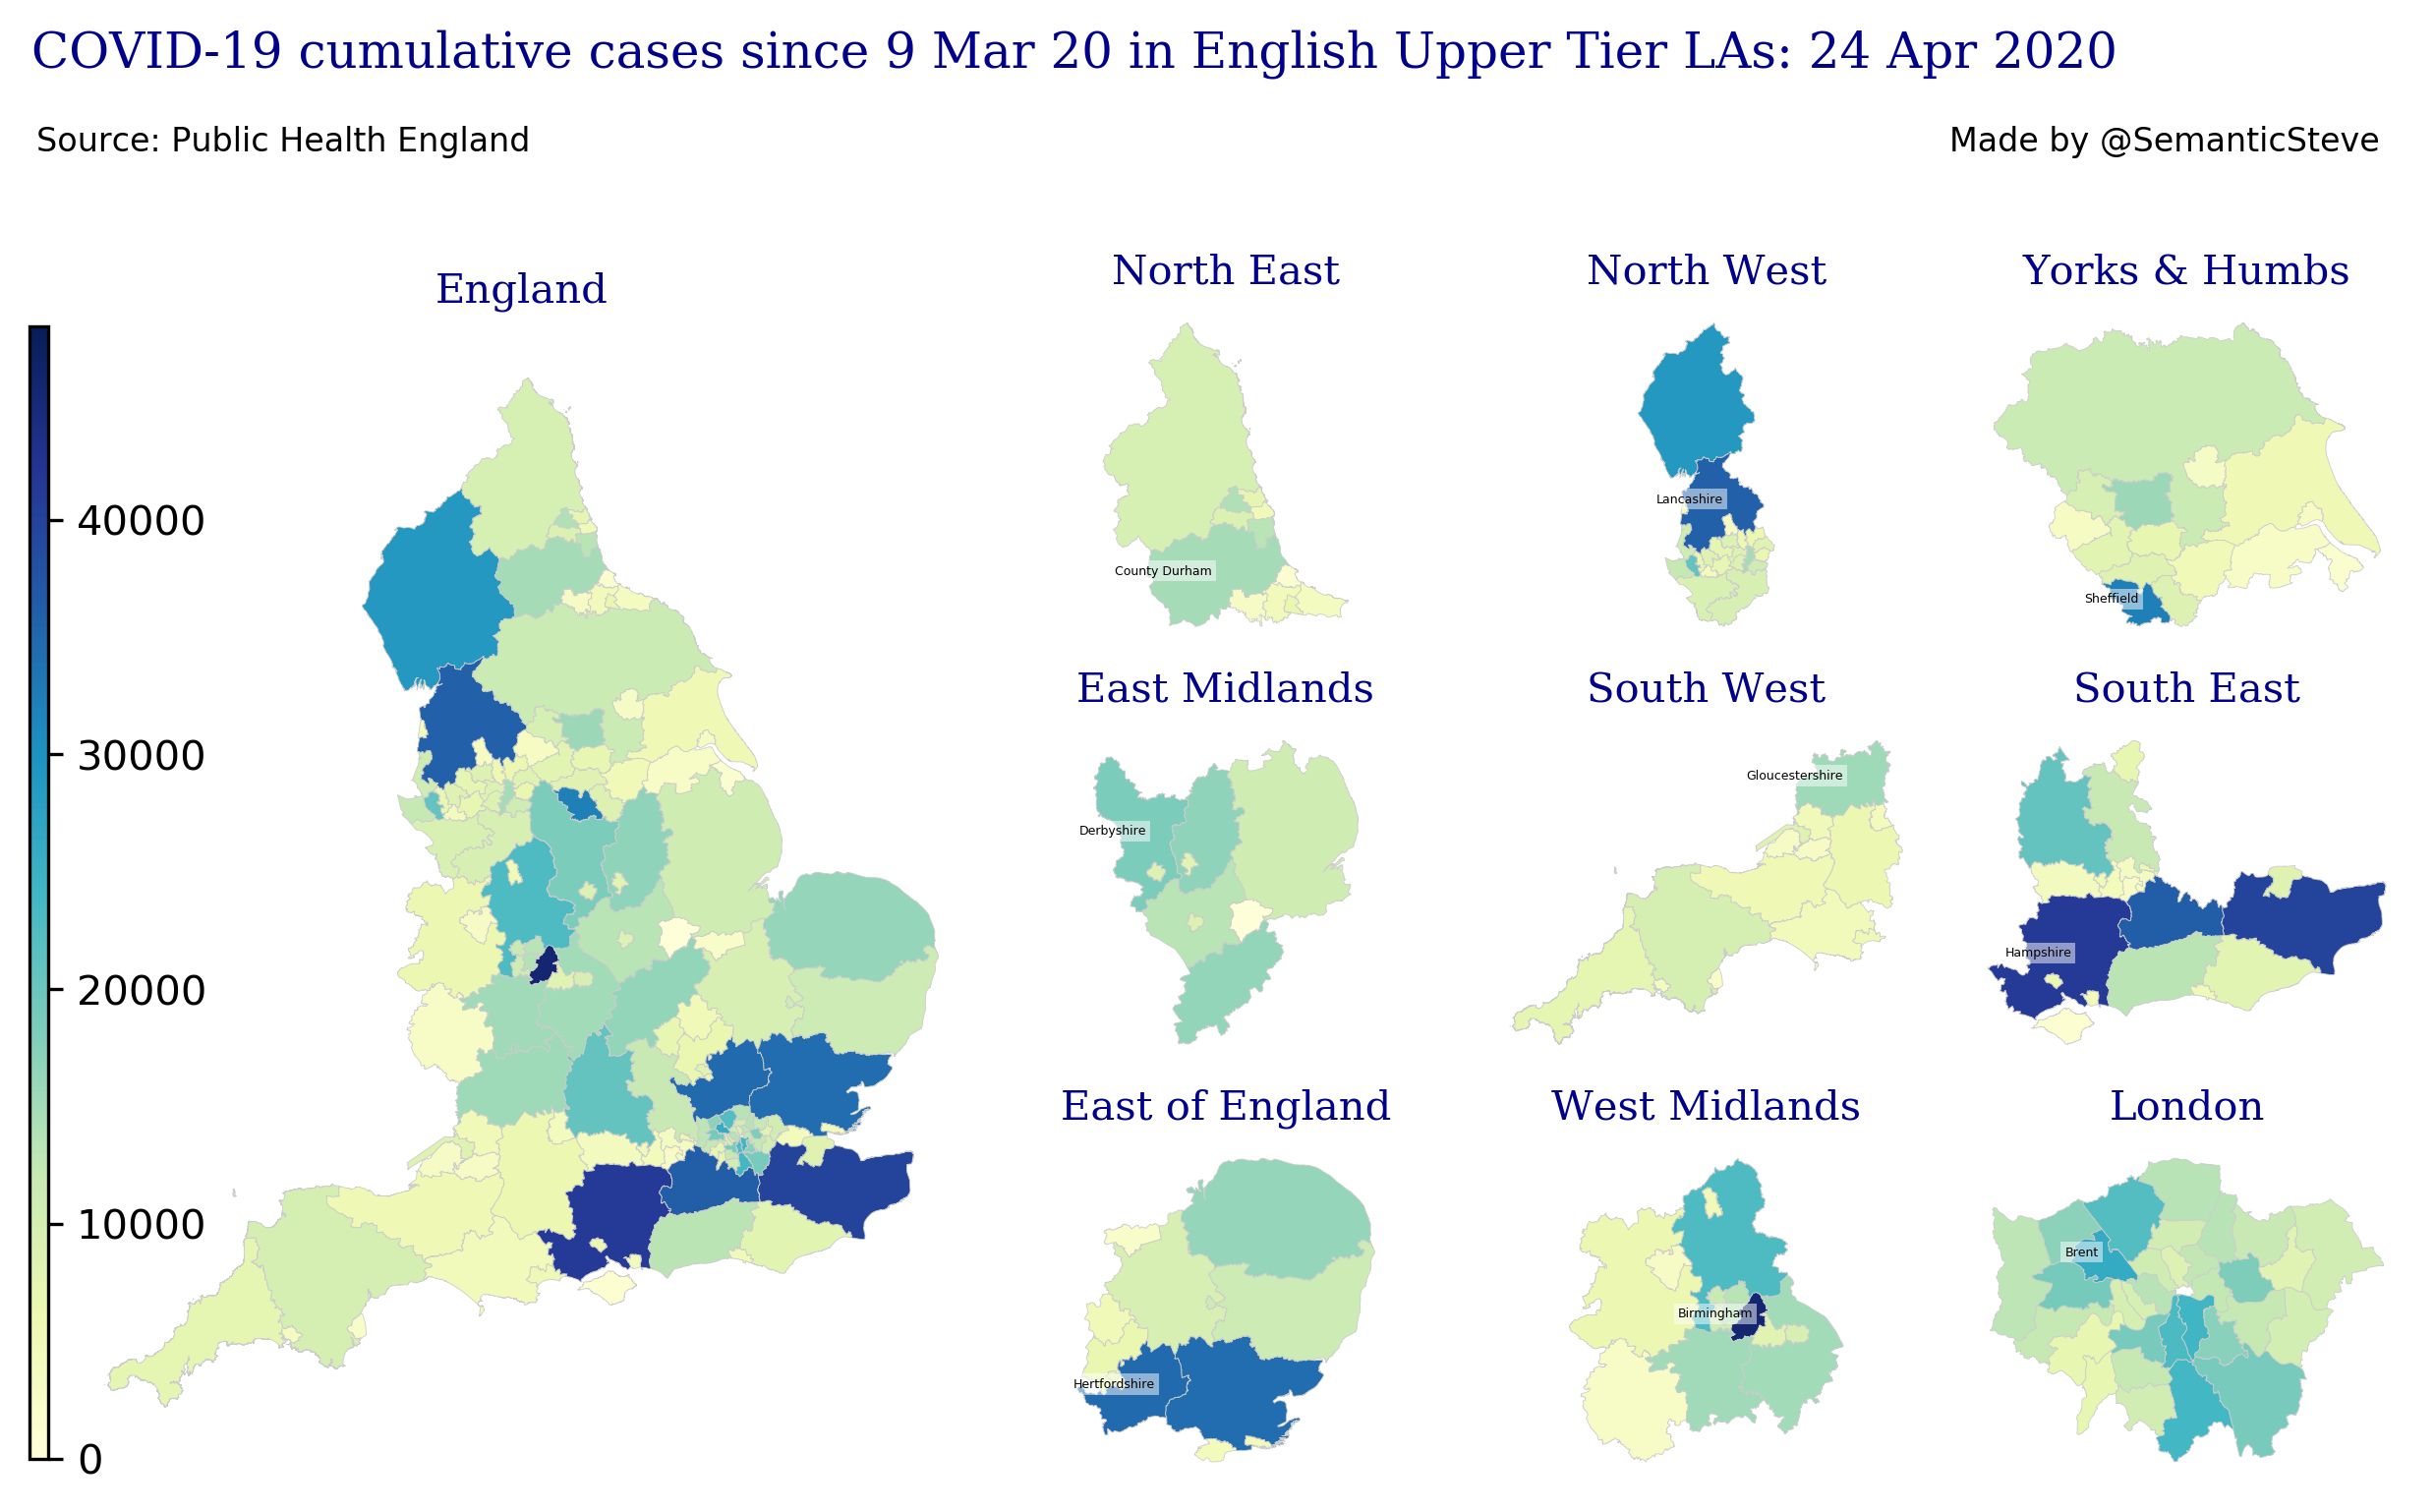 COVID-19 cumulative cases since 9 Mar 20 in English Upper Tier LAs: 24 Apr 2020
Source: Public Health England
Made by @SemanticSteve
England
40000
30000
20000
10000
0
North East
County Durham
North West
Lancashire
Yorks & Humbs
Sheffield
East Midlands
Derbyshire
South West
Gloucestershire
South East
Hampshire
East of England
Hertfordshire
West Midlands
Birmingham
London
Brent